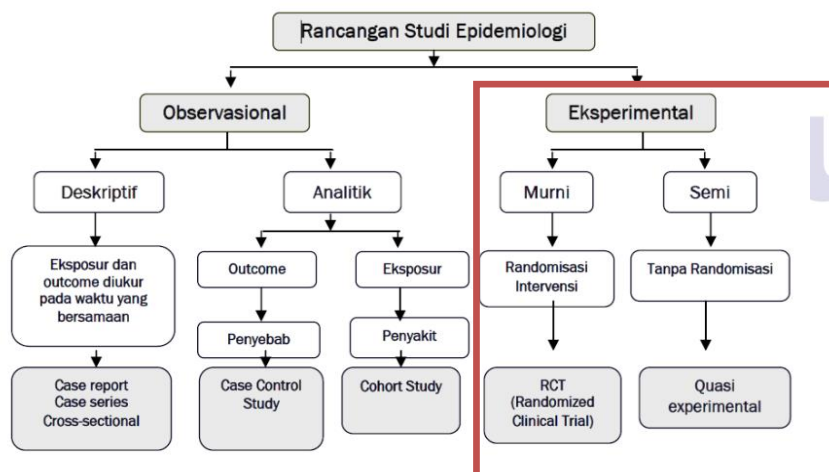 Rancangan Studi Epidemiologi
Observasional
Eksperimental
Deskriptif
Analitik
Murni
Semi
Eksposur dan
outcome diukur
pada waktu yang
bersamaan
Outcome
Eksposur
Randomisasi
Intervensi
Tanpa Randomisasi
Penyebab
Penyakit
Case report
Case series
Cross-sectional
Case Control
Study
Cohort Study
RCT
(Randomized
Clinical Trial)
Quasi
experimental